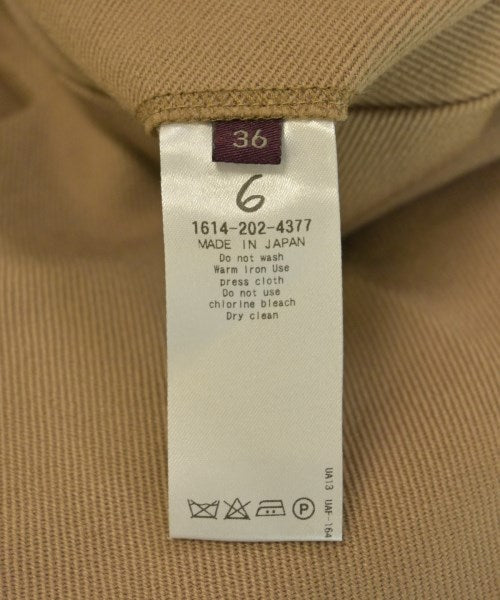 36
6
1614-202-4377
MADE IN JAPAN
Do not wash
Warm Iron Use
press cloth
Do not use
chlorine bleach
Dry clean
P
UA13 UAF-164